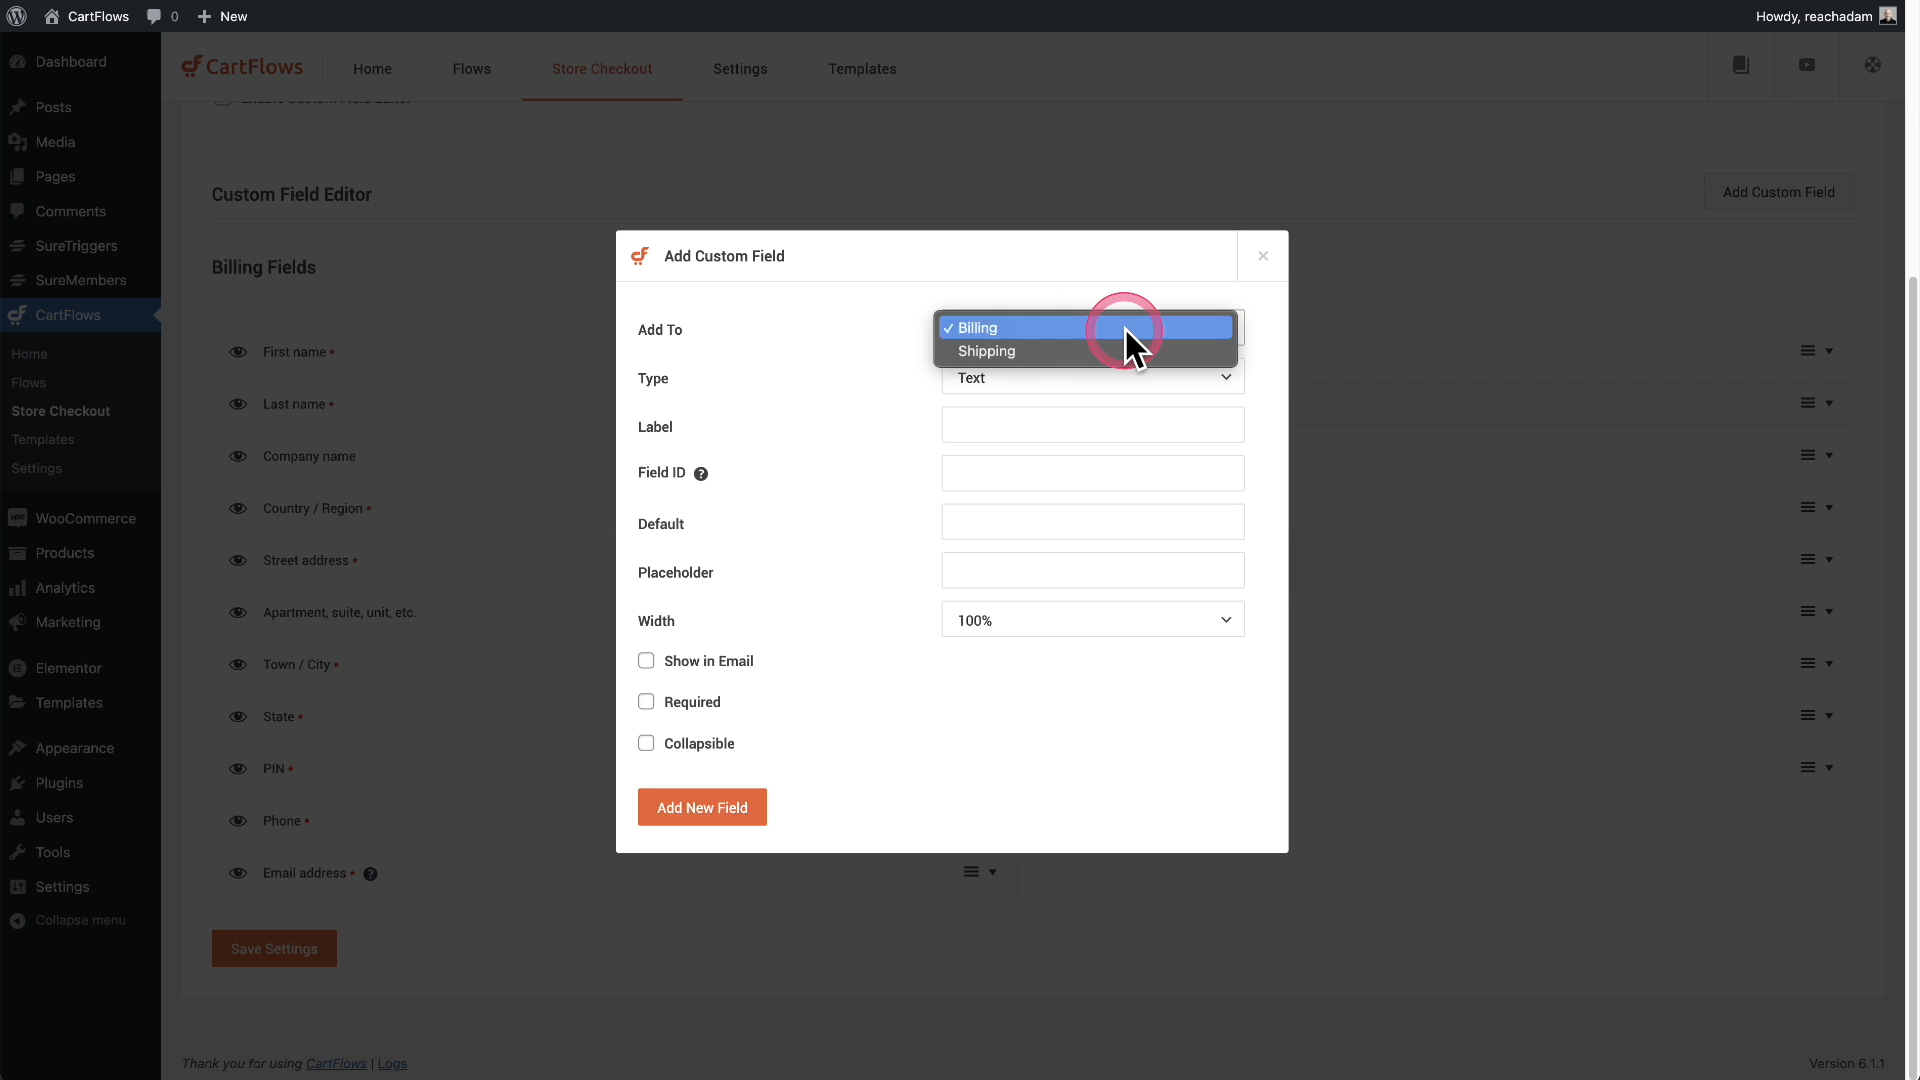 CartFlows 0 New Howdy, reachadam
Dashboard
Posts
Media
Pages
Comments
SureTriggers
SureMembers
CartFlows
Home
Flows
Store Checkout
Templates
Settings
WooCommerce
Products
Analytics
Marketing
Elementor
Templates
Appearance
Plugins
Users
Tools
Settings
Collapse menu
CartFlows Home Flows Store Checkout Settings Templates
Enable Custom Field Editor
Custom Field Editor Add Custom Field
Billing Fields
First name *
Last name *
Company name
Country / Region *
Street address *
Apartment, suite, unit, etc.
Town / City *
State *
PIN *
Phone *
Email address * ?
Save Settings
Add Custom Field ×
Add To ✓ Billing
Shipping
Type Text
Label
Field ID ?
Default
Placeholder
Width 100%
Show in Email
Required
Collapsible
Add New Field
Thank you for using CartFlows | Logs Version 6.1.1